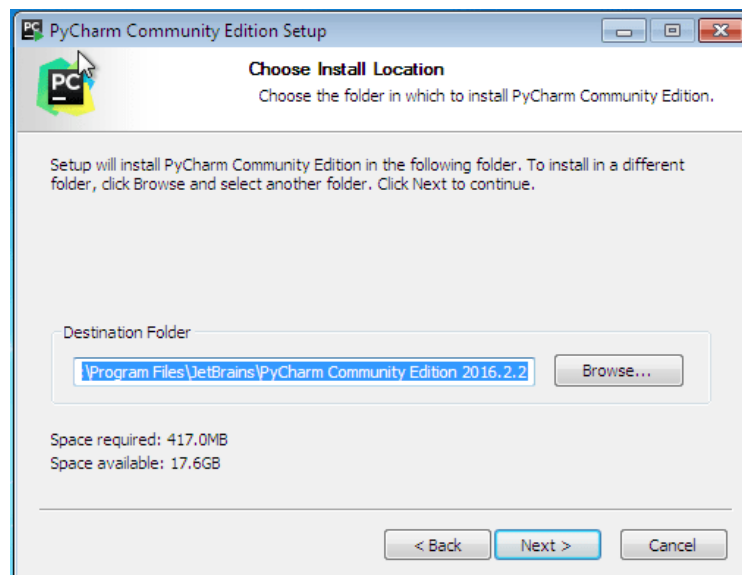 PC PyCharm Community Edition Setup
PC
Choose Install Location
Choose the folder in which to install PyCharm Community Edition.
Setup will install PyCharm Community Edition in the following folder. To install in a different
folder, click Browse and select another folder. Click Next to continue.
Destination Folder
:\Program Files\JetBrains\PyCharm Community Edition 2016.2.2
Browse...
Space required: 417.0MB
Space available: 17.6GB
< Back Next > Cancel